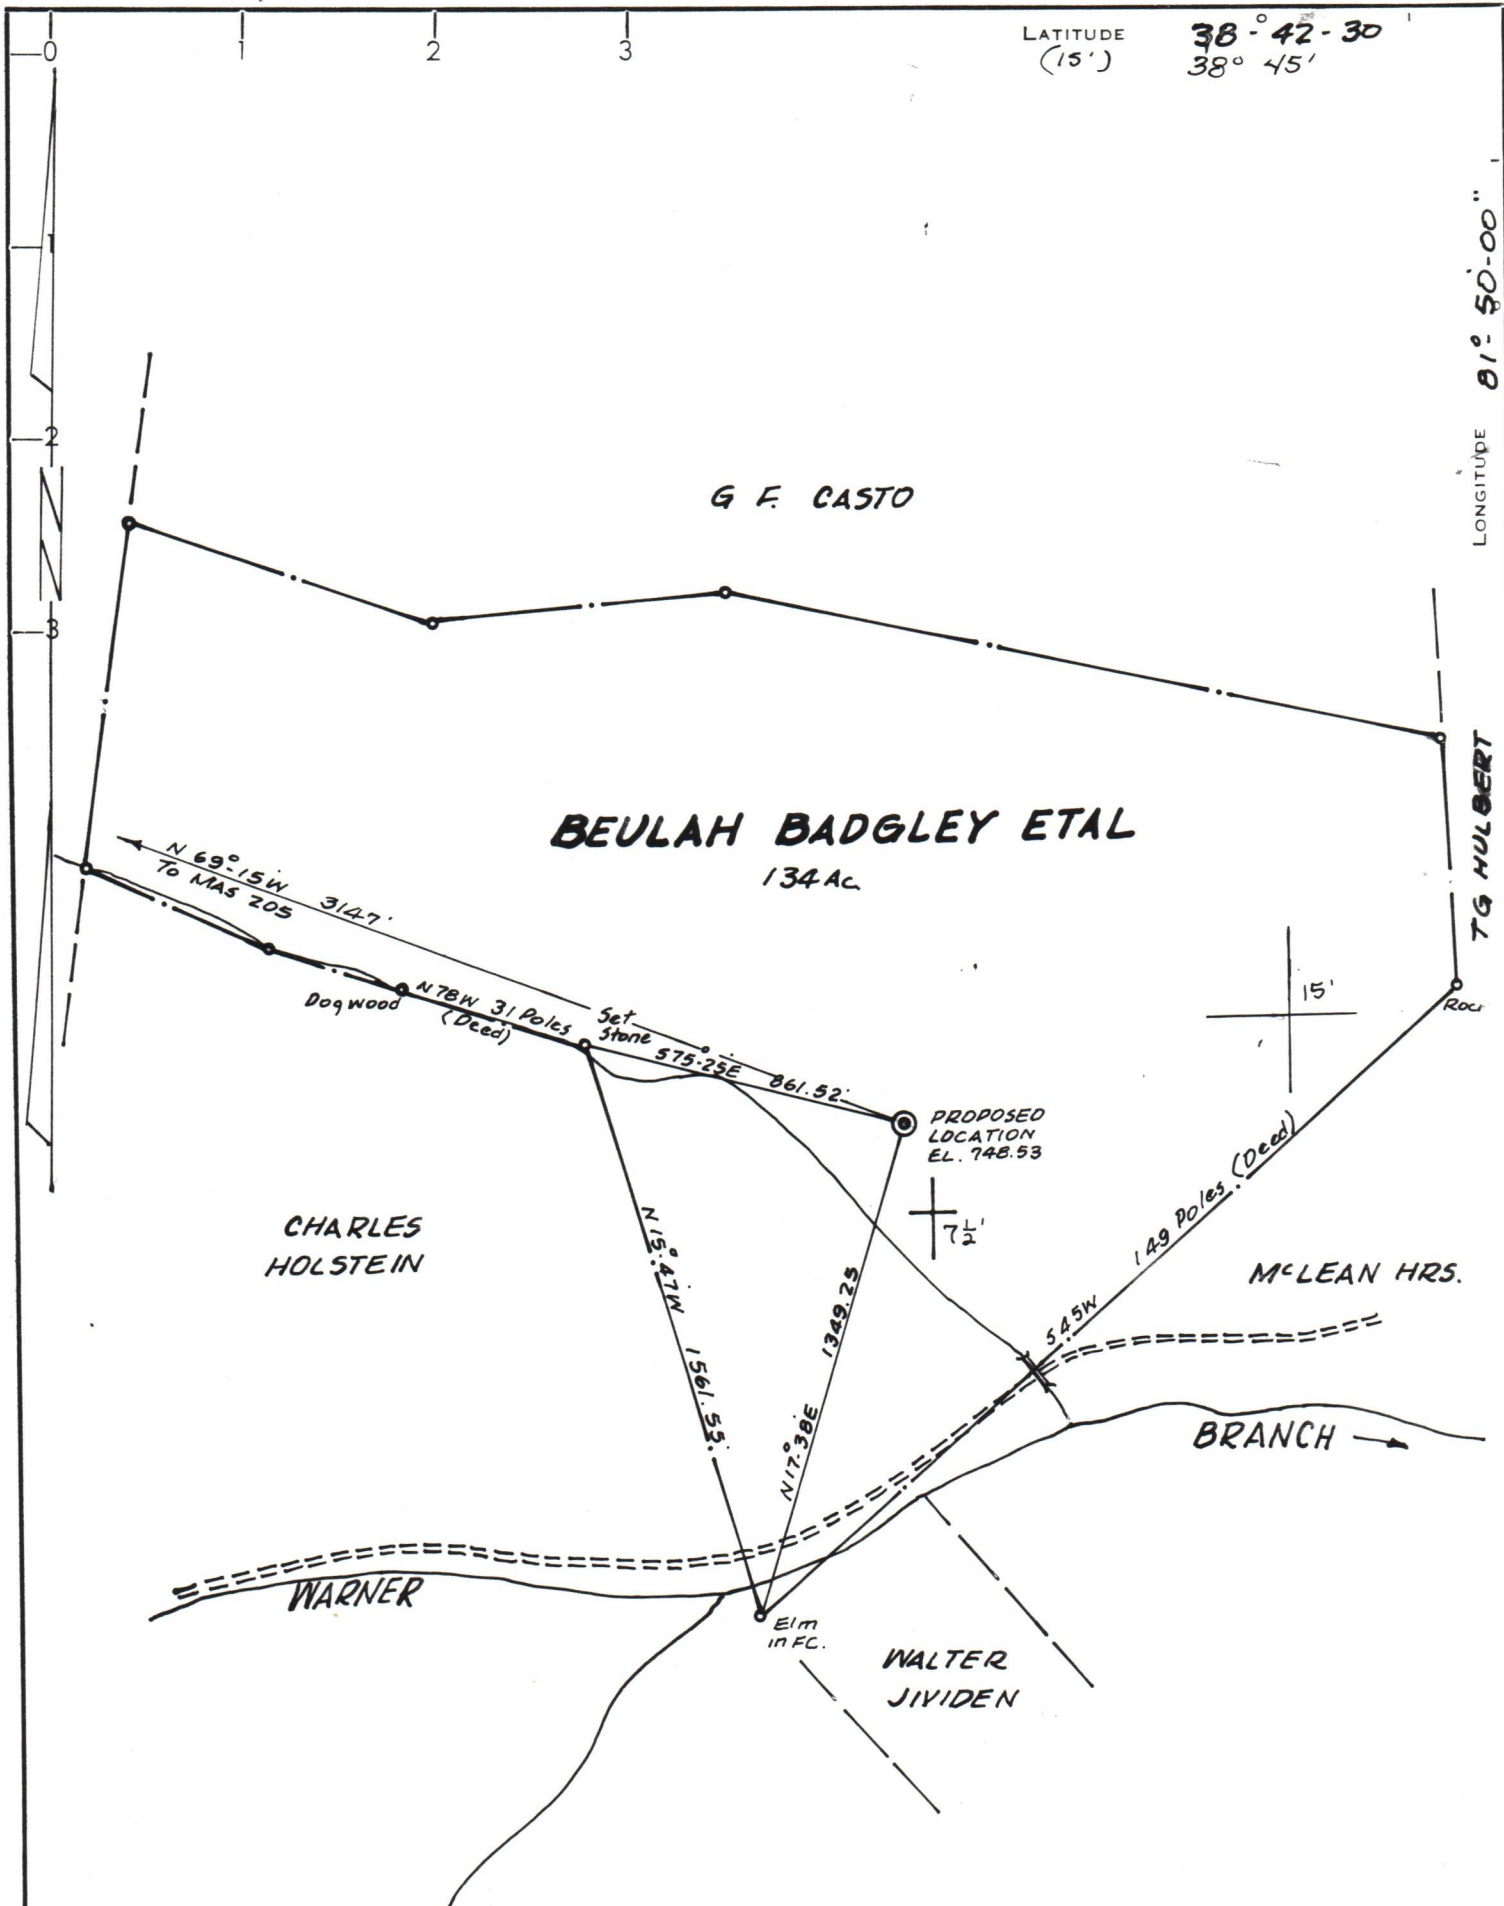 0 1 2 3
LATITUDE 38°-42-30
(15') 38° 45'
1
LONGITUDE 81°-50-00"
2
N
G F. CASTO
3
TG HULBERT
BEULAH BADGLEY ETAL
134 Ac.
N 69°-15W 3147'
To MAS 205
Dogwood
N78W 31 Poles
(Deed)
Set
Stone
S75°-25E 861.52'
15'
Rock
PROPOSED
LOCATION
EL. 748.53
7 1/2'
149 Poles (Deed)
S45W
CHARLES
HOLSTEIN
N15°-47W 1561.55
N17°-38E 1349.25
McLEAN HRS.
BRANCH
WARNER
Elm
in FC.
WALTER
JIVIDEN